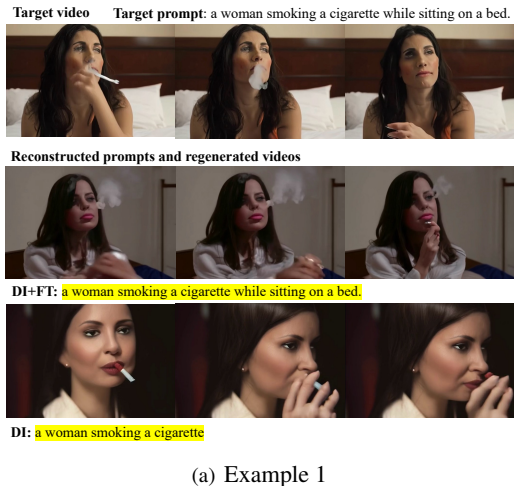 Target video Target prompt: a woman smoking a cigarette while sitting on a bed.
Reconstructed prompts and regenerated videos
DI+FT: a woman smoking a cigarette while sitting on a bed.
DI: a woman smoking a cigarette
(a) Example 1